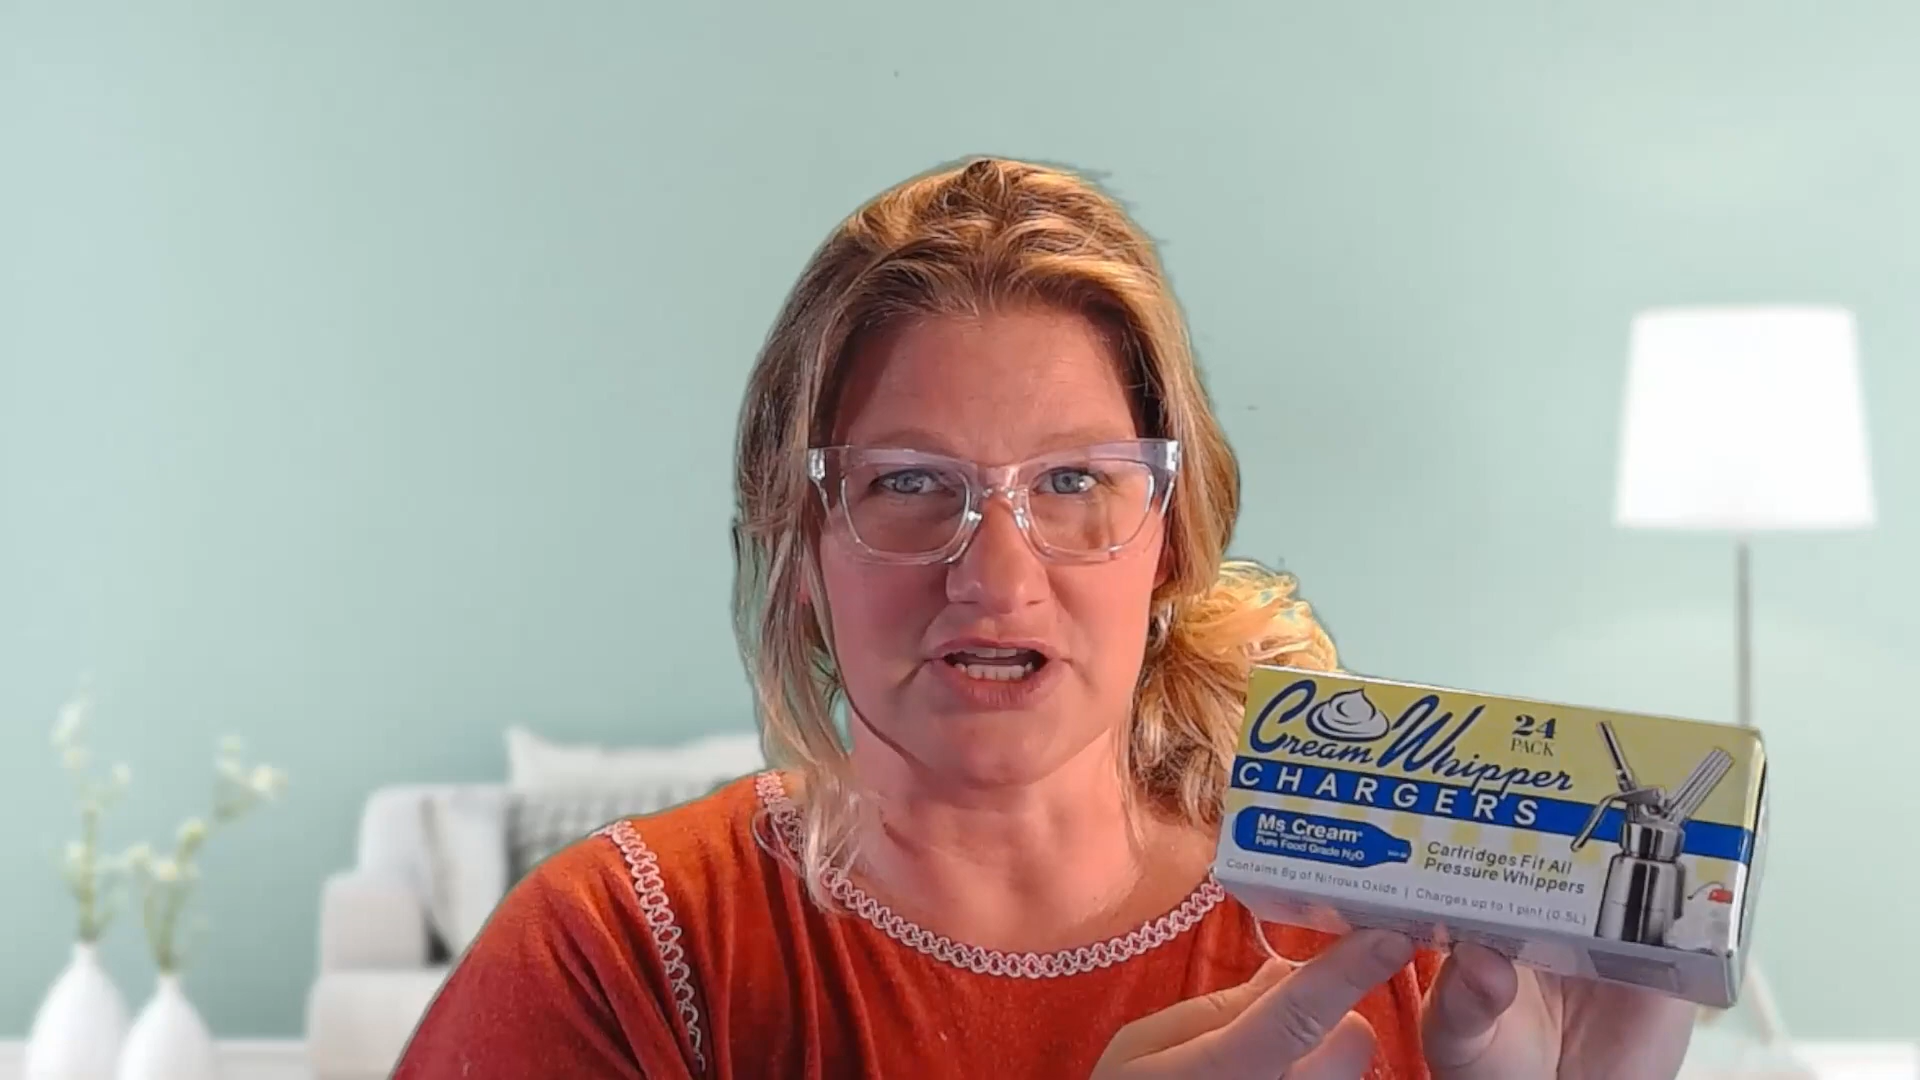 Cream Whipper
24
PACK
CHARGERS
Ms Cream
Pure Food Grade N₂O
Cartridges Fit All
Pressure Whippers
Contains 8g of Nitrous Oxide | Charges up to 1 pint (0.5L)